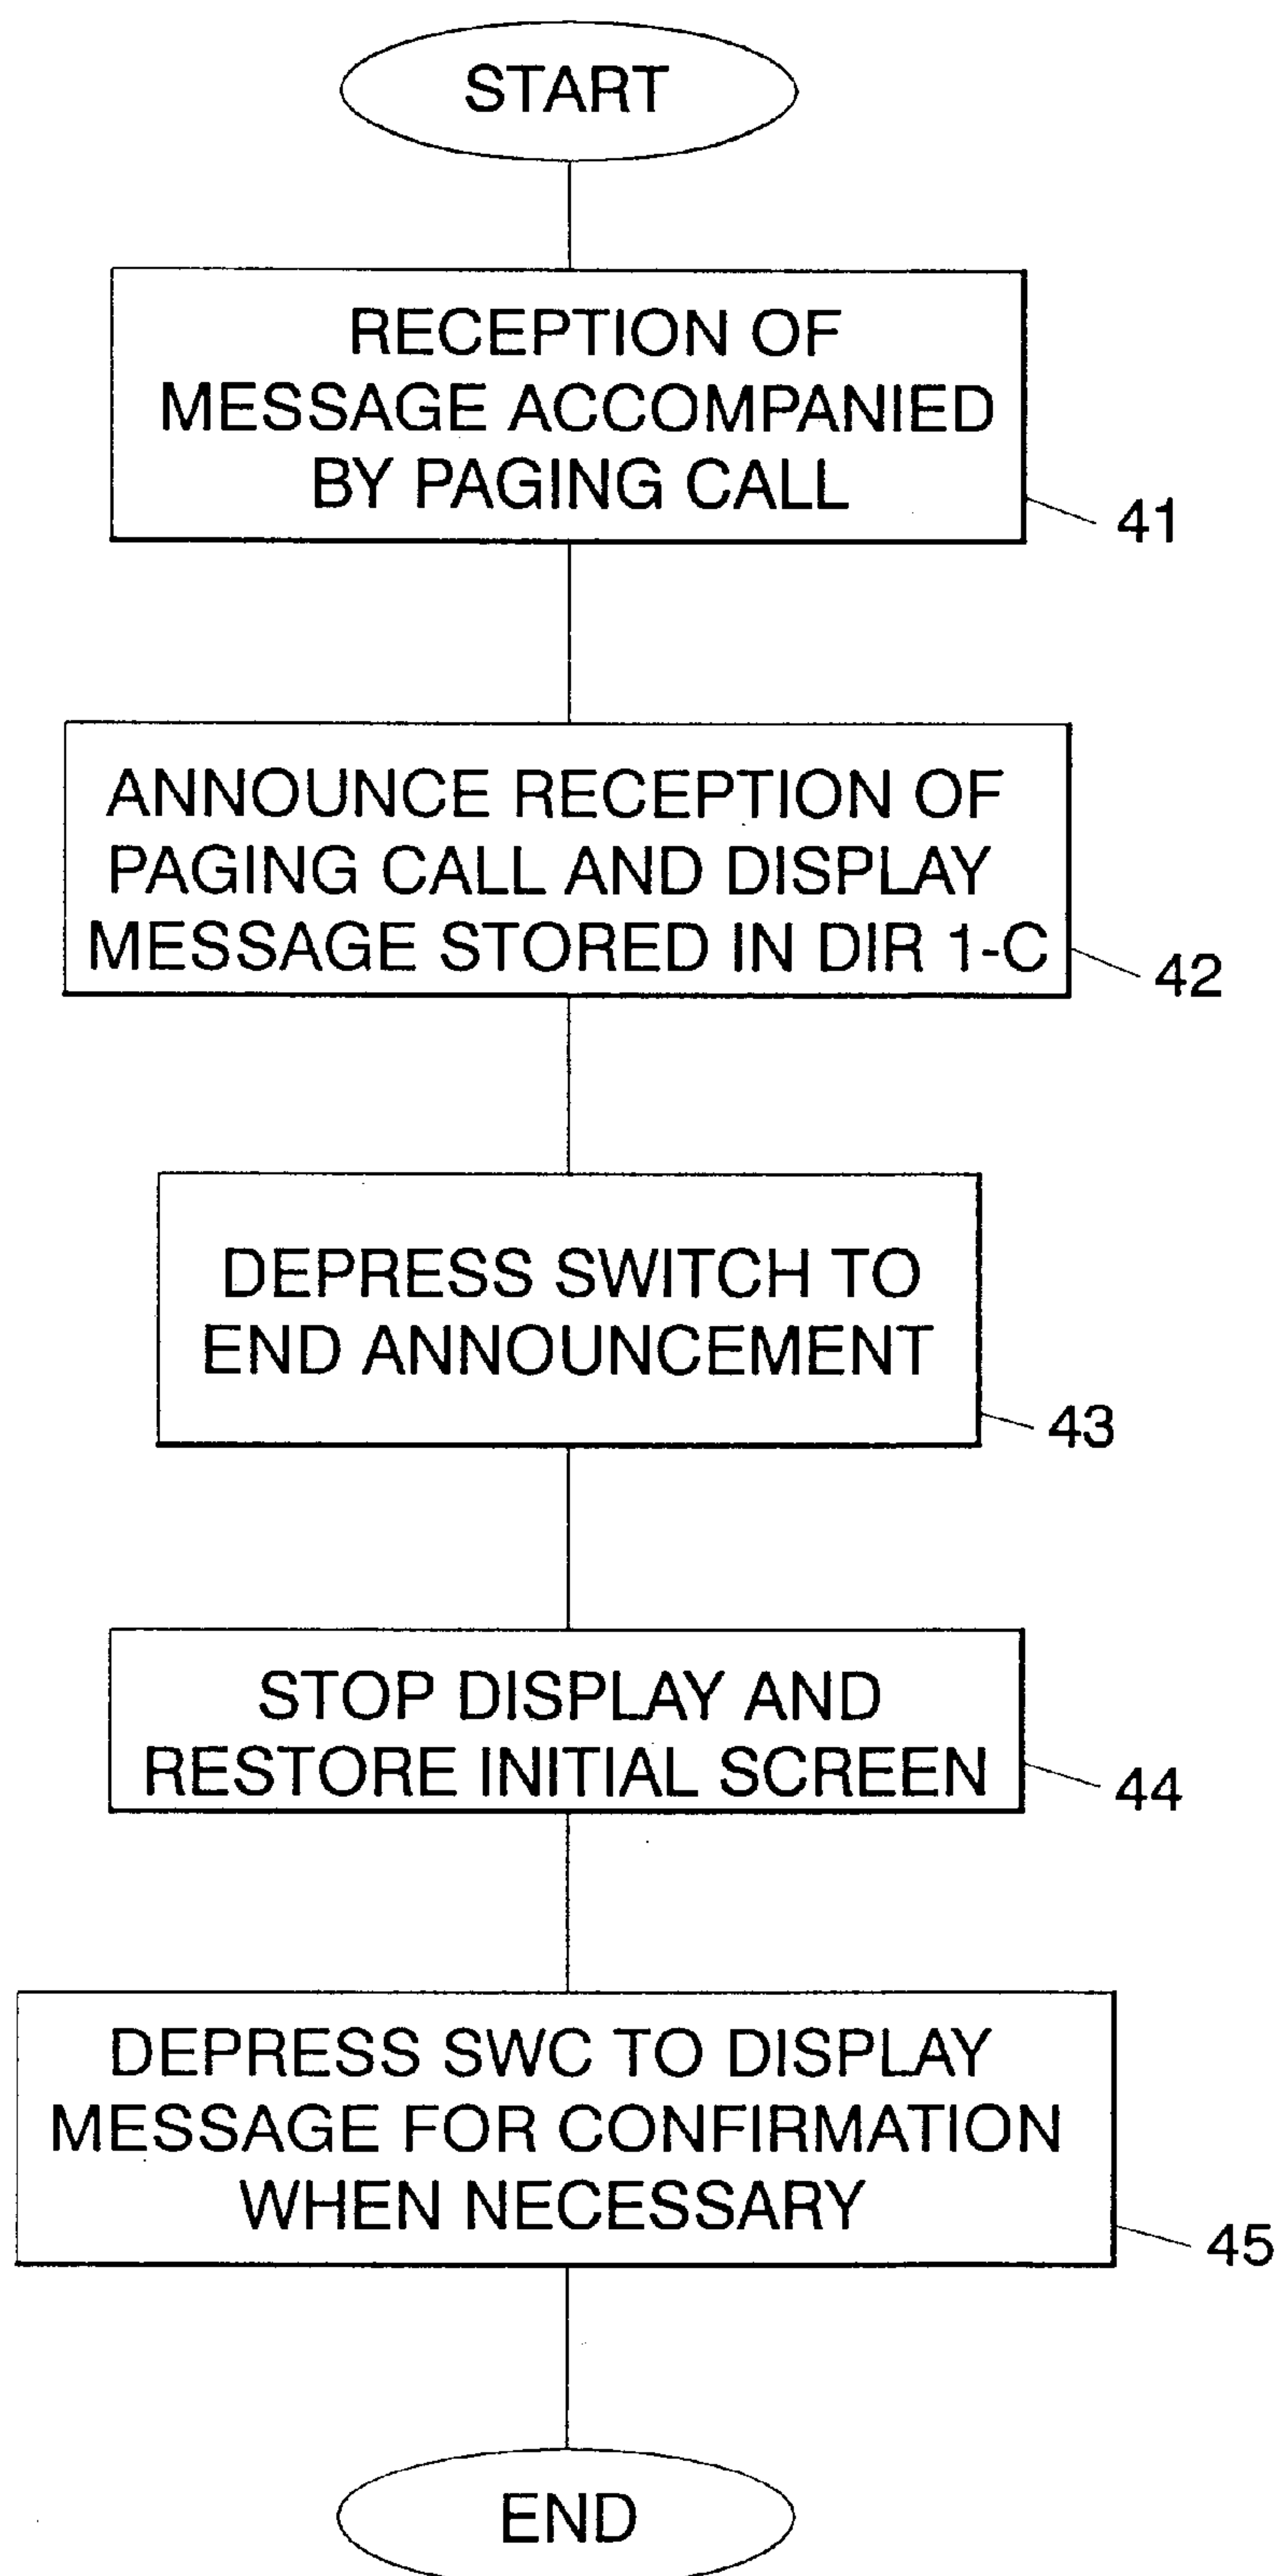 START
RECEPTION OF
MESSAGE ACCOMPANIED
BY PAGING CALL
41
ANNOUNCE RECEPTION OF
PAGING CALL AND DISPLAY
MESSAGE STORED IN DIR 1-C
42
DEPRESS SWITCH TO
END ANNOUNCEMENT
43
STOP DISPLAY AND
RESTORE INITIAL SCREEN
44
DEPRESS SWC TO DISPLAY
MESSAGE FOR CONFIRMATION
WHEN NECESSARY
45
END